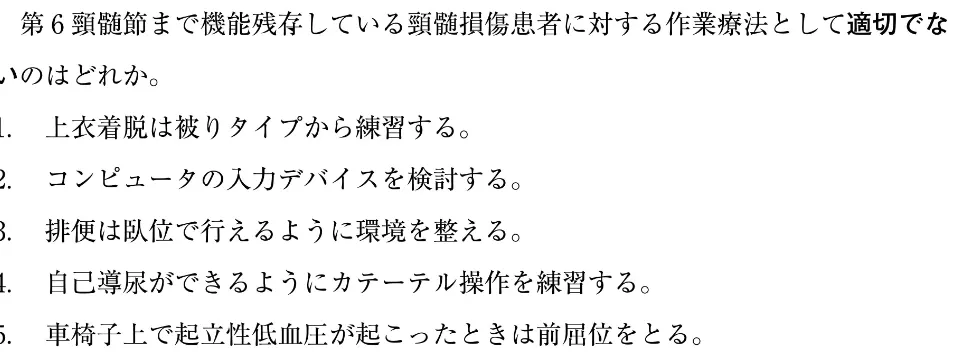 第6頸髄節まで機能残存している頸髄損傷患者に対する作業療法として適切でな
いのはどれか。
1. 上衣着脱は被りタイプから練習する。
2. コンピュータの入力デバイスを検討する。
3. 排便は臥位で行えるように環境を整える。
4. 自己導尿ができるようにカテーテル操作を練習する。
5. 車椅子上で起立性低血圧が起こったときは前屈位をとる。